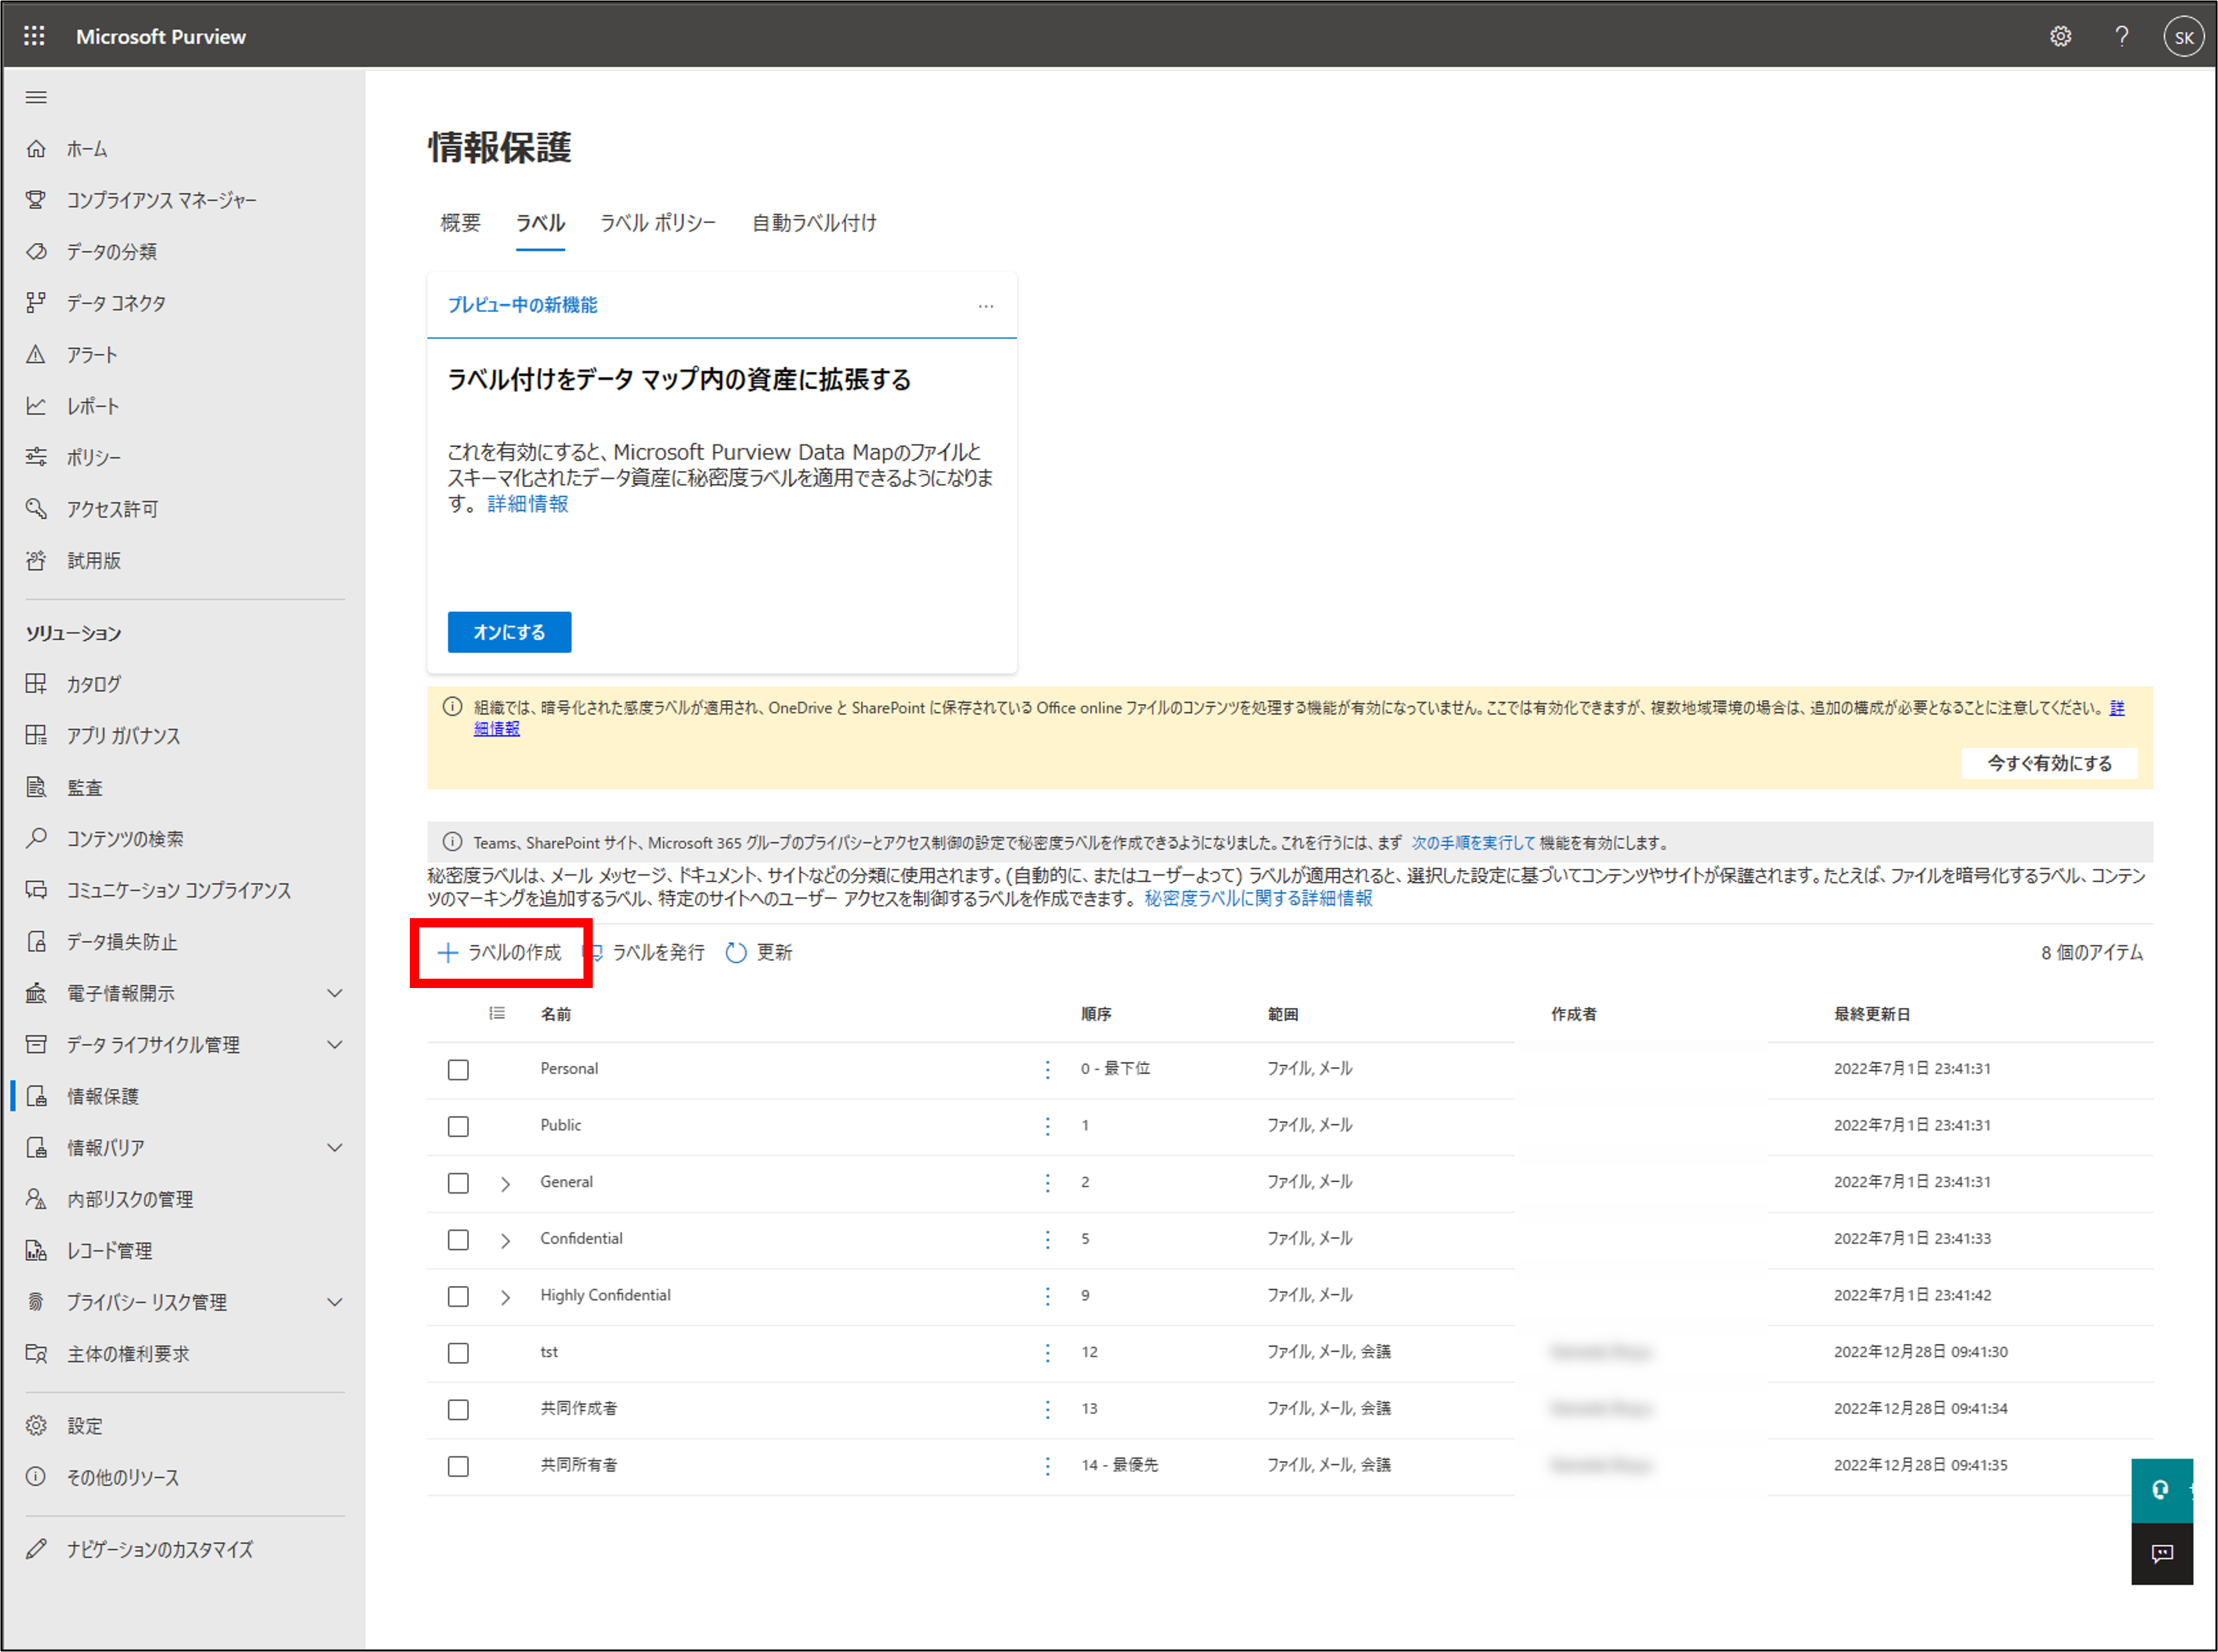 Microsoft Purview
?
SK
ホーム
コンプライアンス マネージャー
データの分類
データ コネクタ
アラート
レポート
ポリシー
アクセス許可
試用版
ソリューション
カタログ
アプリ ガバナンス
監査
コンテンツの検索
コミュニケーション コンプライアンス
データ損失防止
電子情報開示
データ ライフサイクル管理
情報保護
情報バリア
内部リスクの管理
レコード管理
プライバシー リスク管理
主体の権利要求
設定
その他のリソース
ナビゲーションのカスタマイズ
情報保護
概要 ラベル ラベル ポリシー 自動ラベル付け
プレビュー中の新機能 ...
ラベル付けをデータ マップ内の資産に拡張する
これを有効にすると、Microsoft Purview Data Mapのファイルと
スキーマ化されたデータ資産に秘密度ラベルを適用できるようになりま
す。 詳細情報
オンにする
組織では、暗号化された感度ラベルが適用され、OneDrive と SharePoint に保存されている Office online ファイルのコンテンツを処理する機能が有効になっていません。ここでは有効化できますが、複数地域環境の場合は、追加の構成が必要となることに注意してください。 詳
細情報
今すぐ有効にする
Teams、SharePoint サイト、Microsoft 365 グループのプライバシーとアクセス制御の設定で秘密度ラベルを作成できるようになりました。これを行うには、まず 次の手順を実行して 機能を有効にします。
秘密度ラベルは、メール メッセージ、ドキュメント、サイトなどの分類に使用されます。(自動的に、またはユーザーよって) ラベルが適用されると、選択した設定に基づいてコンテンツやサイトが保護されます。たとえば、ファイルを暗号化するラベル、コンテン
ツのマーキングを追加するラベル、特定のサイトへのユーザー アクセスを制御するラベルを作成できます。 秘密度ラベルに関する詳細情報
ラベルの作成 ラベルを発行 更新 8 個のアイテム
名前 順序 範囲 作成者 最終更新日
Personal 0 - 最下位 ファイル, メール 2022年7月1日 23:41:31
Public 1 ファイル, メール 2022年7月1日 23:41:31
General 2 ファイル, メール 2022年7月1日 23:41:31
Confidential 5 ファイル, メール 2022年7月1日 23:41:33
Highly Confidential 9 ファイル, メール 2022年7月1日 23:41:42
tst 12 ファイル, メール, 会議 2022年12月28日 09:41:30
共同作成者 13 ファイル, メール, 会議 2022年12月28日 09:41:34
共同所有者 14 - 最優先 ファイル, メール, 会議 2022年12月28日 09:41:35